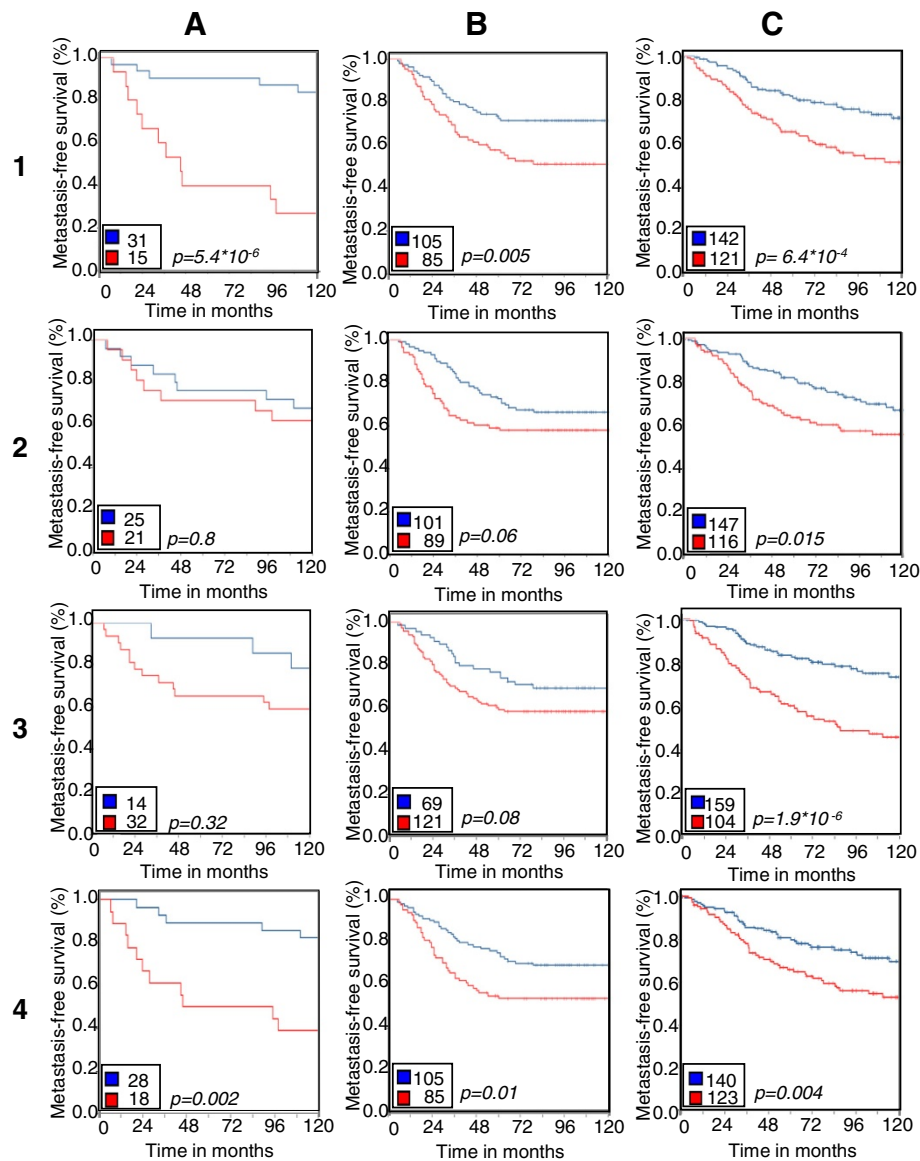 A B C
1
Metastasis-free survival (%)
1.0
0.8
0.6
0.4
0.2
0.0
31
15
p=5.4*10-6
0 24 48 72 96 120
Time in months
Metastasis-free survival (%)
1.0
0.8
0.6
0.4
0.2
0.0
105
85
p=0.005
0 24 48 72 96 120
Time in months
Metastasis-free survival (%)
1.0
0.8
0.6
0.4
0.2
0.0
142
121
p= 6.4*10-4
0 24 48 72 96 120
Time in months
2
Metastasis-free survival (%)
1.0
0.8
0.6
0.4
0.2
0.0
25
21
p=0.8
0 24 48 72 96 120
Time in months
Metastasis-free survival (%)
1.0
0.8
0.6
0.4
0.2
0.0
101
89
p=0.06
0 24 48 72 96 120
Time in months
Metastasis-free survival (%)
1.0
0.8
0.6
0.4
0.2
0.0
147
116
p=0.015
0 24 48 72 96 120
Time in months
3
Metastasis-free survival (%)
1.0
0.8
0.6
0.4
0.2
0.0
14
32
p=0.32
0 24 48 72 96 120
Time in months
Metastasis-free survival (%)
1.0
0.8
0.6
0.4
0.2
0.0
69
121
p=0.08
0 24 48 72 96 120
Time in months
Metastasis-free survival (%)
1.0
0.8
0.6
0.4
0.2
0.0
159
104
p=1.9*10-6
0 24 48 72 96 120
Time in months
4
Metastasis-free survival (%)
1.0
0.8
0.6
0.4
0.2
0.0
28
18
p=0.002
0 24 48 72 96 120
Time in months
Metastasis-free survival (%)
1.0
0.8
0.6
0.4
0.2
0.0
105
85
p=0.01
0 24 48 72 96 120
Time in months
Metastasis-free survival (%)
1.0
0.8
0.6
0.4
0.2
0.0
140
123
p=0.004
0 24 48 72 96 120
Time in months